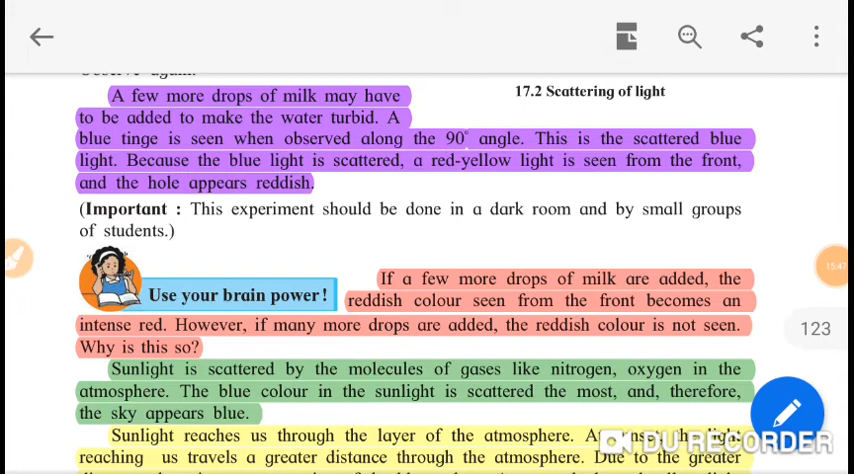 Observe again.
A few more drops of milk may have
17.2 Scattering of light
to be added to make the water turbid. A
blue tinge is seen when observed along the 90° angle. This is the scattered blue
light. Because the blue light is scattered, a red-yellow light is seen from the front,
and the hole appears reddish.
(Important : This experiment should be done in a dark room and by small groups
of students.)
15:47
Use your brain power!
If a few more drops of milk are added, the
reddish colour seen from the front becomes an
intense red. However, if many more drops are added, the reddish colour is not seen.
Why is this so?
123
Sunlight is scattered by the molecules of gases like nitrogen, oxygen in the
atmosphere. The blue colour in the sunlight is scattered the most, and, therefore,
the sky appears blue.
Sunlight reaches us through the layer of the atmosphere. At sunset, the light
DU RECORDER
reaching us travels a greater distance through the atmosphere. Due to the greater